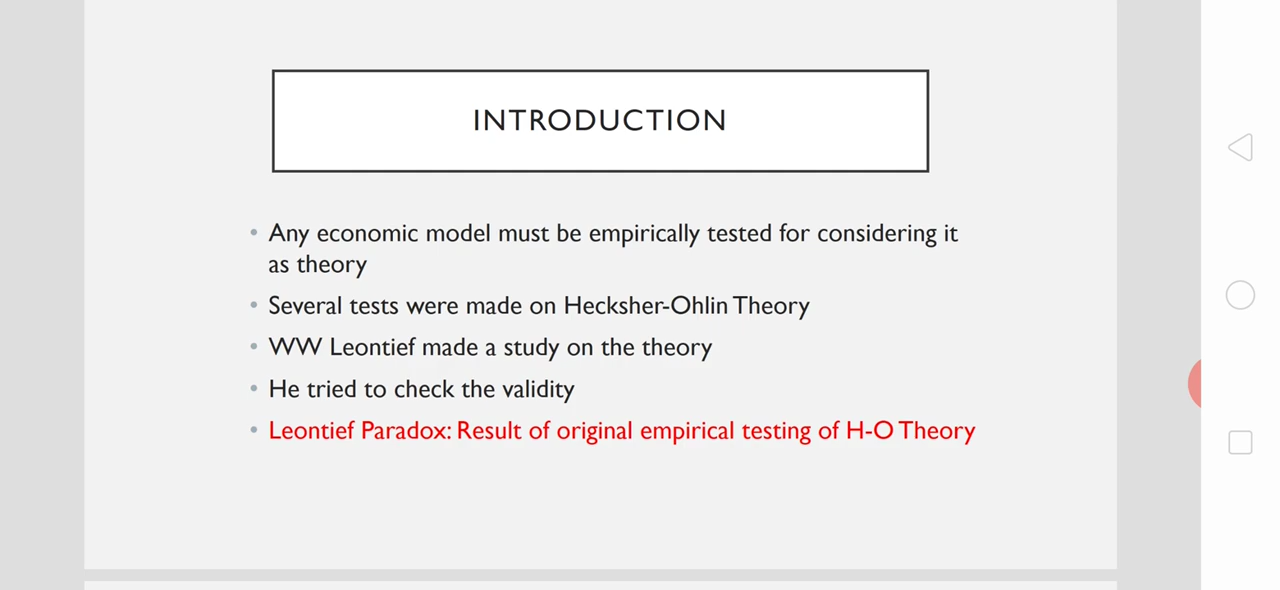 INTRODUCTION
• Any economic model must be empirically tested for considering it
as theory
• Several tests were made on Hecksher-Ohlin Theory
• WW Leontief made a study on the theory
• He tried to check the validity
• Leontief Paradox: Result of original empirical testing of H-O Theory